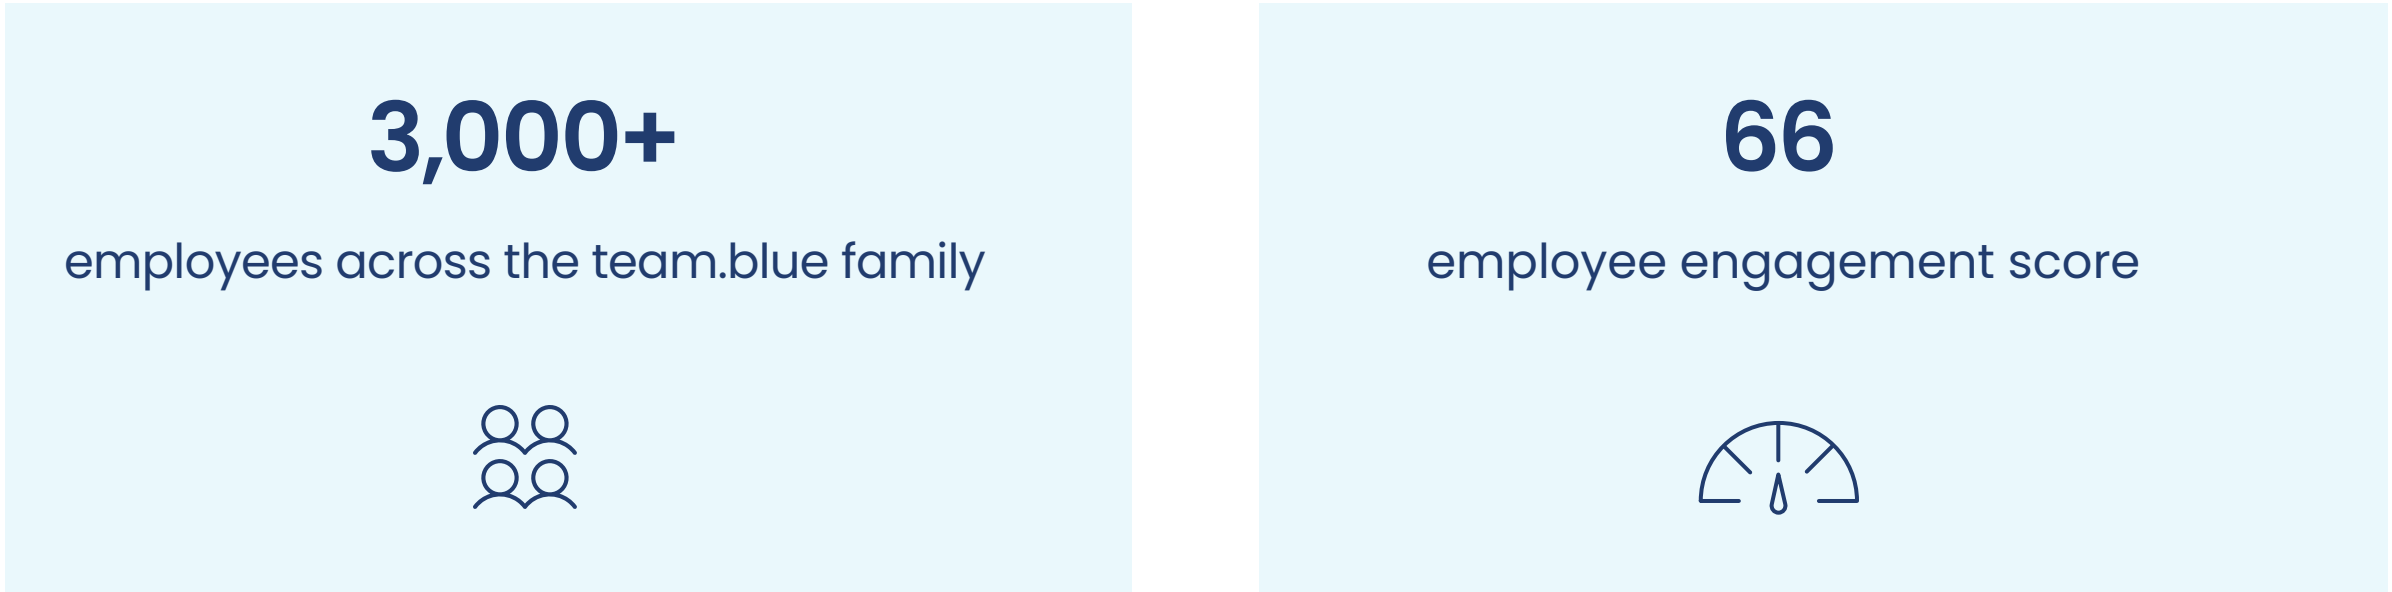 3,000+
employees across the team.blue family
66
employee engagement score